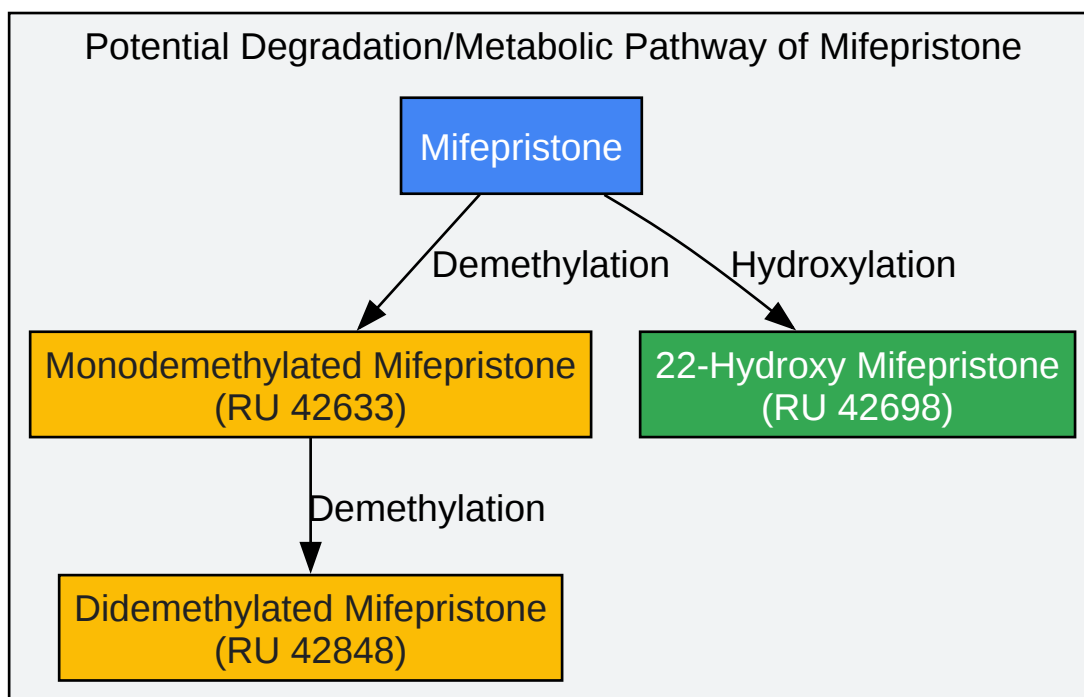 Potential Degradation/Metabolic Pathway of Mifepristone
Mifepristone
Demethylation
Hydroxylation
Monodemethylated Mifepristone
(RU 42633)
22-Hydroxy Mifepristone
(RU 42698)
Demethylation
Didemethylated Mifepristone
(RU 42848)